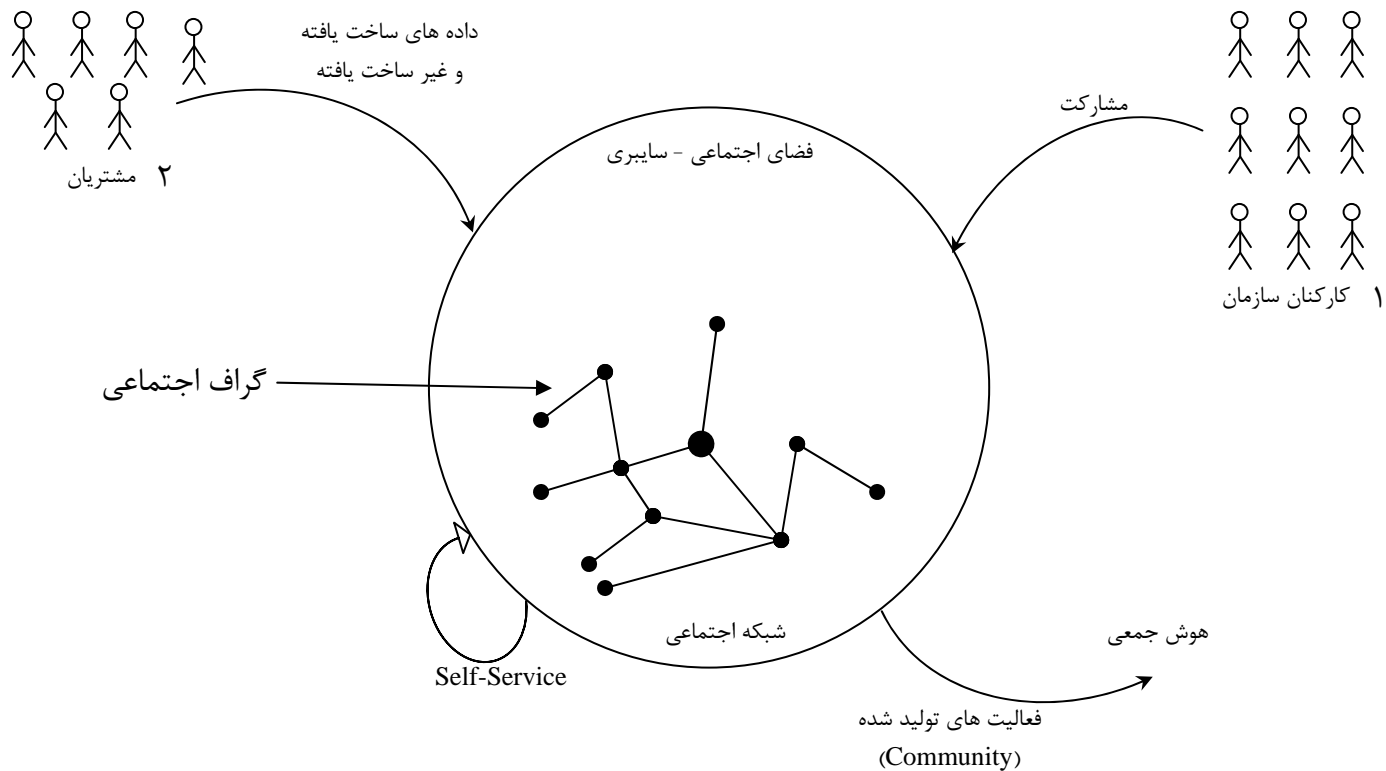 داده های ساخت یافته
و غیر ساخت یافته
مشارکت
فضای اجتماعی - سایبری
۲ مشتریان
۱ کارکنان سازمان
گراف اجتماعی
شبکه اجتماعی
هوش جمعی
Self-Service
فعالیت های تولید شده
(Community)